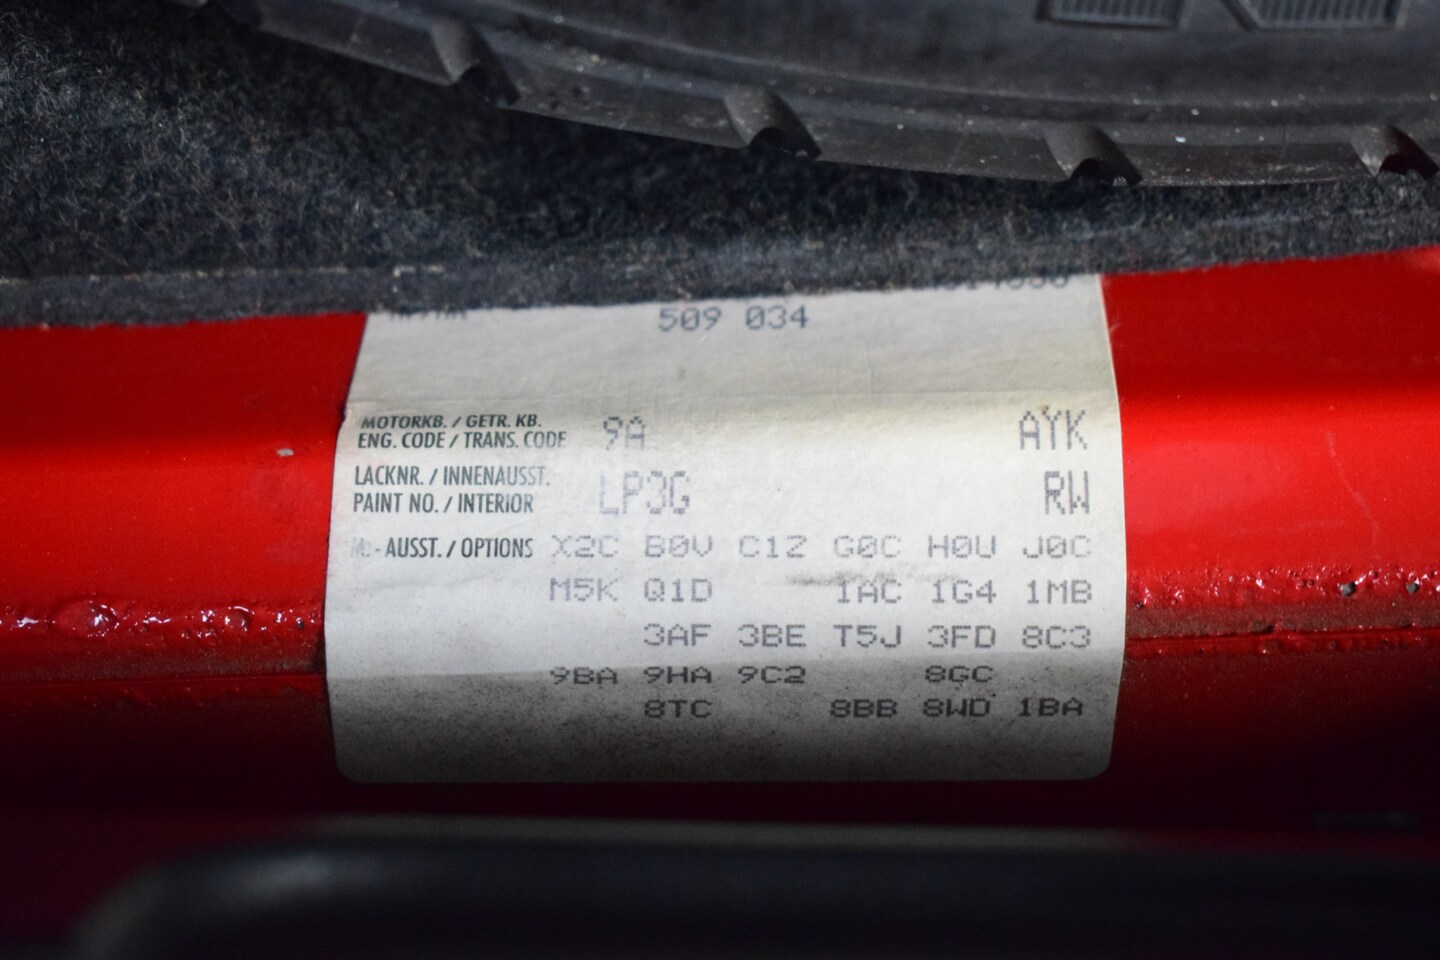 509 034
MOTORKB. / GETR. KB.
ENG. CODE / TRANS. CODE 9A AYK
LACKNR. / INNENAUSST.
PAINT NO. / INTERIOR LP3G RW
M.- AUSST. / OPTIONS X2C B0V C1Z G0C H0U J0C
M5K Q1D 1AC 1G4 1MB
3AF 3BE T5J 3FD 8C3
9BA 9HA 9C2 8GC
8TC 8BB 8WD 1BA